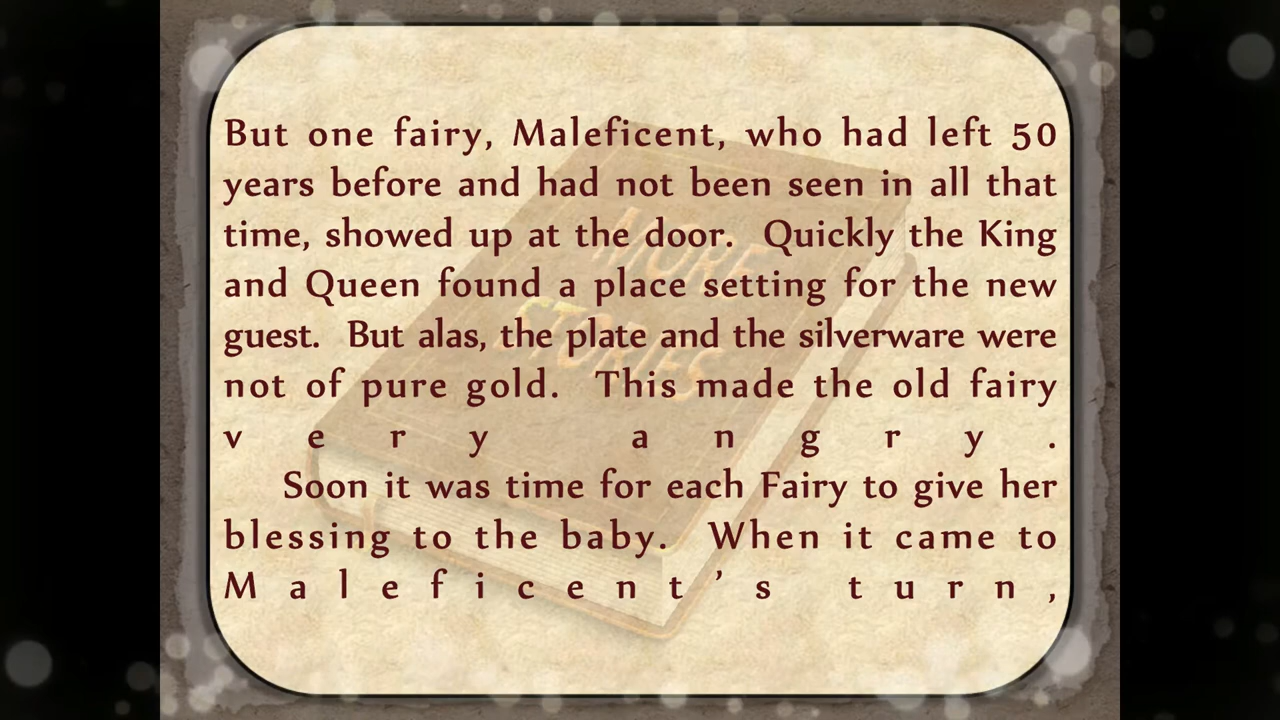 But one fairy, Maleficent, who had left 50
years before and had not been seen in all that
time, showed up at the door. Quickly the King
and Queen found a place setting for the new
guest. But alas, the plate and the silverware were
not of pure gold. This made the old fairy
very angry.
Soon it was time for each Fairy to give her
blessing to the baby. When it came to
Maleficent’s turn,
MORE
STORIES